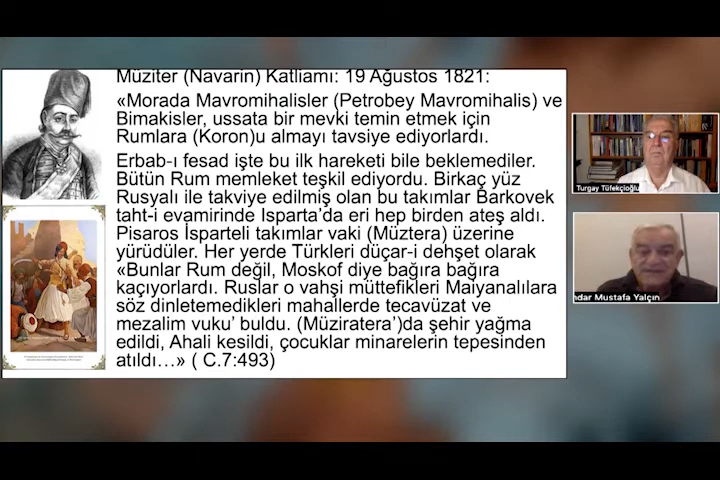 Müziter (Navarin) Katliamı: 19 Ağustos 1821:
«Morada Mavromihalisler (Petrobey Mavromihalis) ve
Bimakisler, ussata bir mevki temin etmek için
Rumlara (Koron)u almayı tavsiye ediyorlardı.
Erbab-ı fesad işte bu ilk hareketi bile beklemediler.
Bütün Rum memleket teşkil ediyordu. Birkaç yüz
Rusyalı ile takviye edilmiş olan bu takımlar Barkovek
taht-i evamirinde Isparta’da eri hep birden ateş aldı.
Pisaros İsparteli takımlar vaki (Müztera) üzerine
yürüdüler. Her yerde Türkleri düçar-i dehşet olarak
«Bunlar Rum değil, Moskof diye bağıra bağıra
kaçıyorlardı. Ruslar o vahşi müttefikleri Maiyanalılara
söz dinletemedikleri mahallerde tecavüzat ve
mezalim vuku’ buldu. (Müziratera’)da şehir yağma
edildi, Ahali kesildi, çocuklar minarelerin tepesinden
atıldı…» ( C.7:493)
Turgay Tüfekçioğlu
ndar Mustafa Yalçın